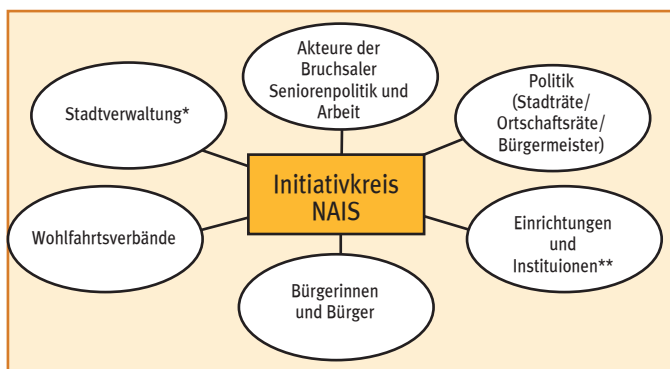 Akteure der
Bruchsaler
Seniorenpolitik und
Arbeit
Stadtverwaltung*
Politik
(Stadträte/
Ortschaftsräte/
Bürgermeister)
Initiativkreis
NAIS
Wohlfahrtsverbände
Einrichtungen
und
Instituionen**
Bürgerinnen
und Bürger